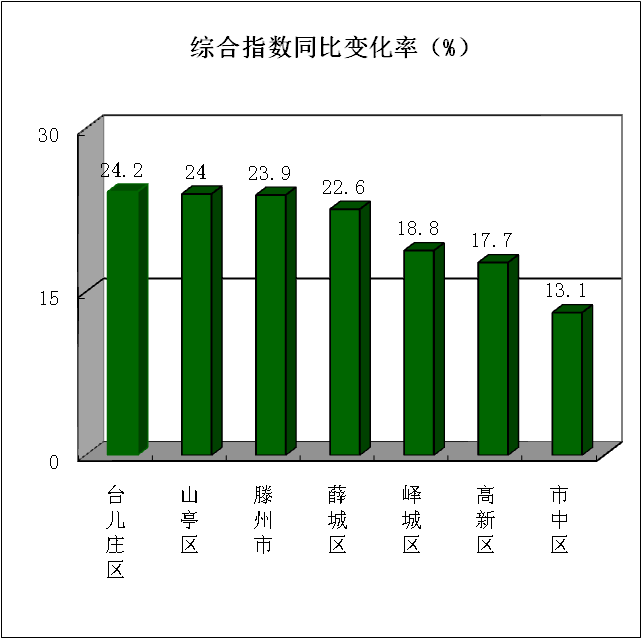 综合指数同比变化率（%）
30
15
0
24.2
24
23.9
22.6
18.8
17.7
13.1
台儿庄区
山亭区
滕州市
薛城区
峄城区
高新区
市中区